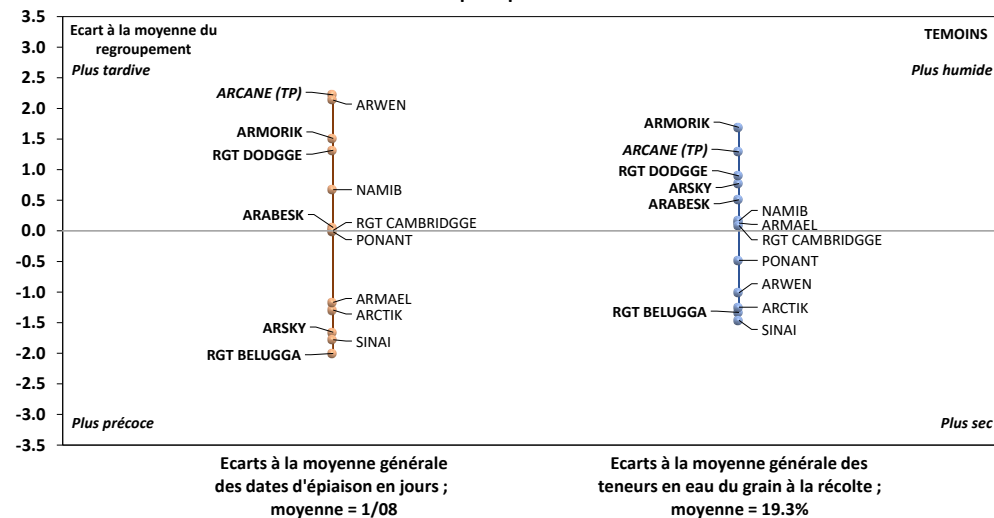 3.5
3.0
2.5
2.0
1.5
1.0
0.5
0.0
-0.5
-1.0
-1.5
-2.0
-2.5
-3.0
-3.5
Ecart à la moyenne du
regroupement
Plus tardive
TEMOINS
Plus humide
ARCANE (TP)
ARWEN
ARMORIK
RGT DODGGE
NAMIB
ARABESK
RGT CAMBRIDGGE
PONANT
ARMAEL
ARCTIK
ARSKY
SINAI
RGT BELUGGA
ARMORIK
ARCANE (TP)
RGT DODGGE
ARSKY
ARABESK
NAMIB
ARMAEL
RGT CAMBRIDGGE
PONANT
ARWEN
ARCTIK
RGT BELUGGA
SINAI
Plus précoce
Plus sec
Ecarts à la moyenne générale
des dates d'épiaison en jours ;
moyenne = 1/08
Ecarts à la moyenne générale des
teneurs en eau du grain à la récolte ;
moyenne = 19.3%